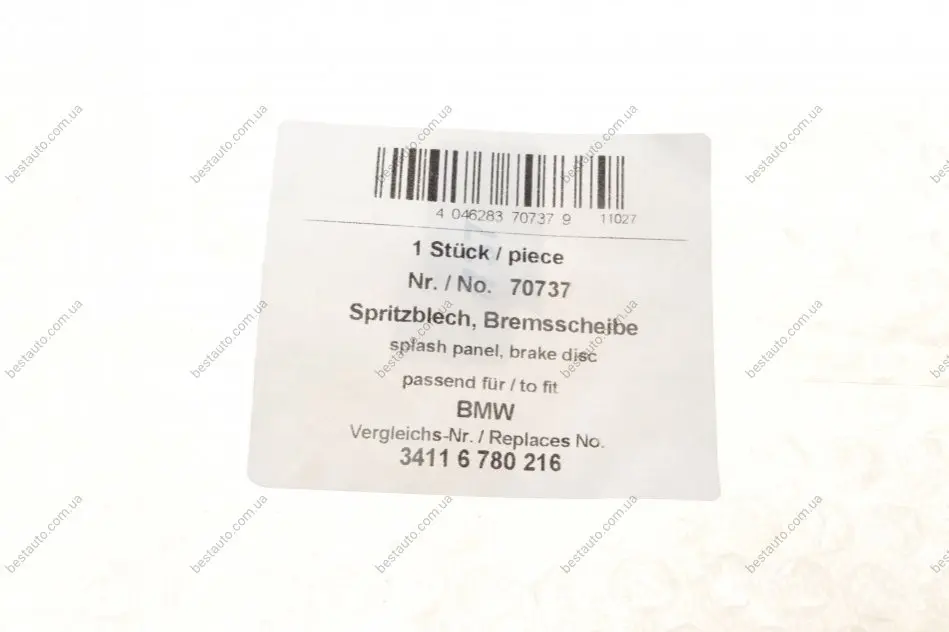 4 046283 70737 9 11027
1 Stück / piece
Nr. / No. 70737
Spritzblech, Bremsscheibe
splash panel, brake disc
passend für / to fit
BMW
Vergleichs-Nr. / Replaces No.
3411 6 780 216
bestauto.com.ua